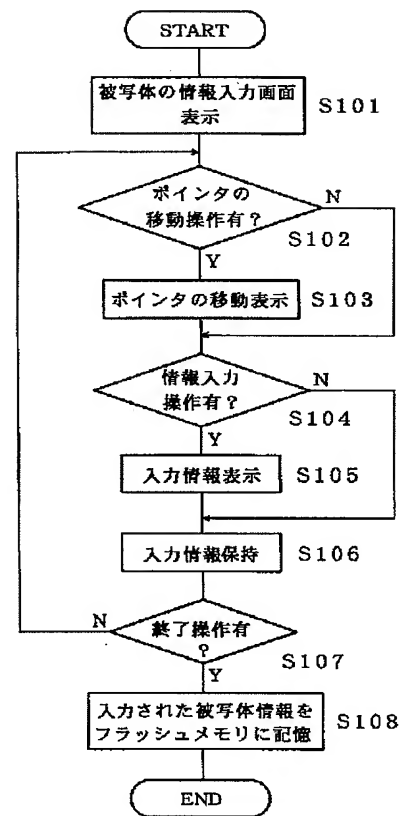 START
被写体の情報入力画面
表示
S101
ポインタの
移動操作有?
N
S102
Y
ポインタの移動表示
S103
情報入力
操作有?
N
S104
Y
入力情報表示
S105
入力情報保持
S106
N
終了操作有
?
S107
Y
入力された被写体情報を
フラッシュメモリに記憶
S108
END